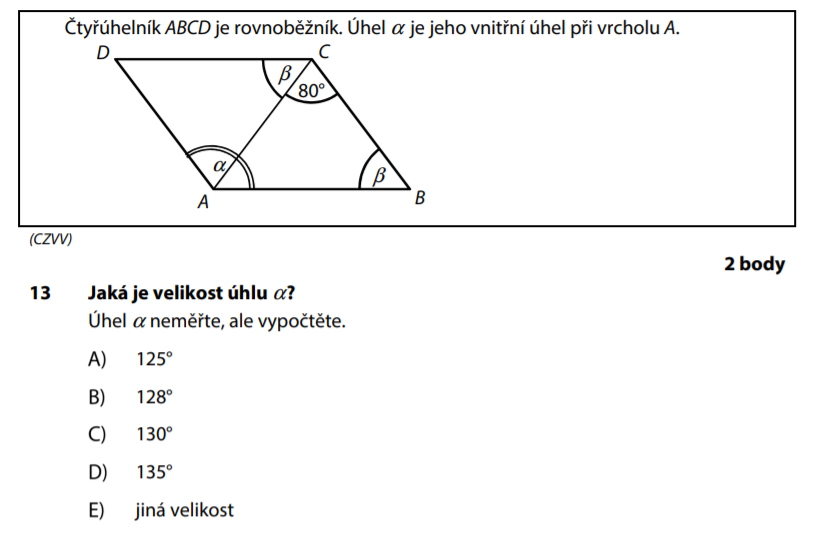 Čtyřúhelník ABCD je rovnoběžník. Úhel α je jeho vnitřní úhel při vrcholu A.
D
C
β
80°
α
β
A
B
(CZVV)
2 body
13 Jaká je velikost úhlu α?
Úhel α neměřte, ale vypočtěte.
A) 125°
B) 128°
C) 130°
D) 135°
E) jiná velikost